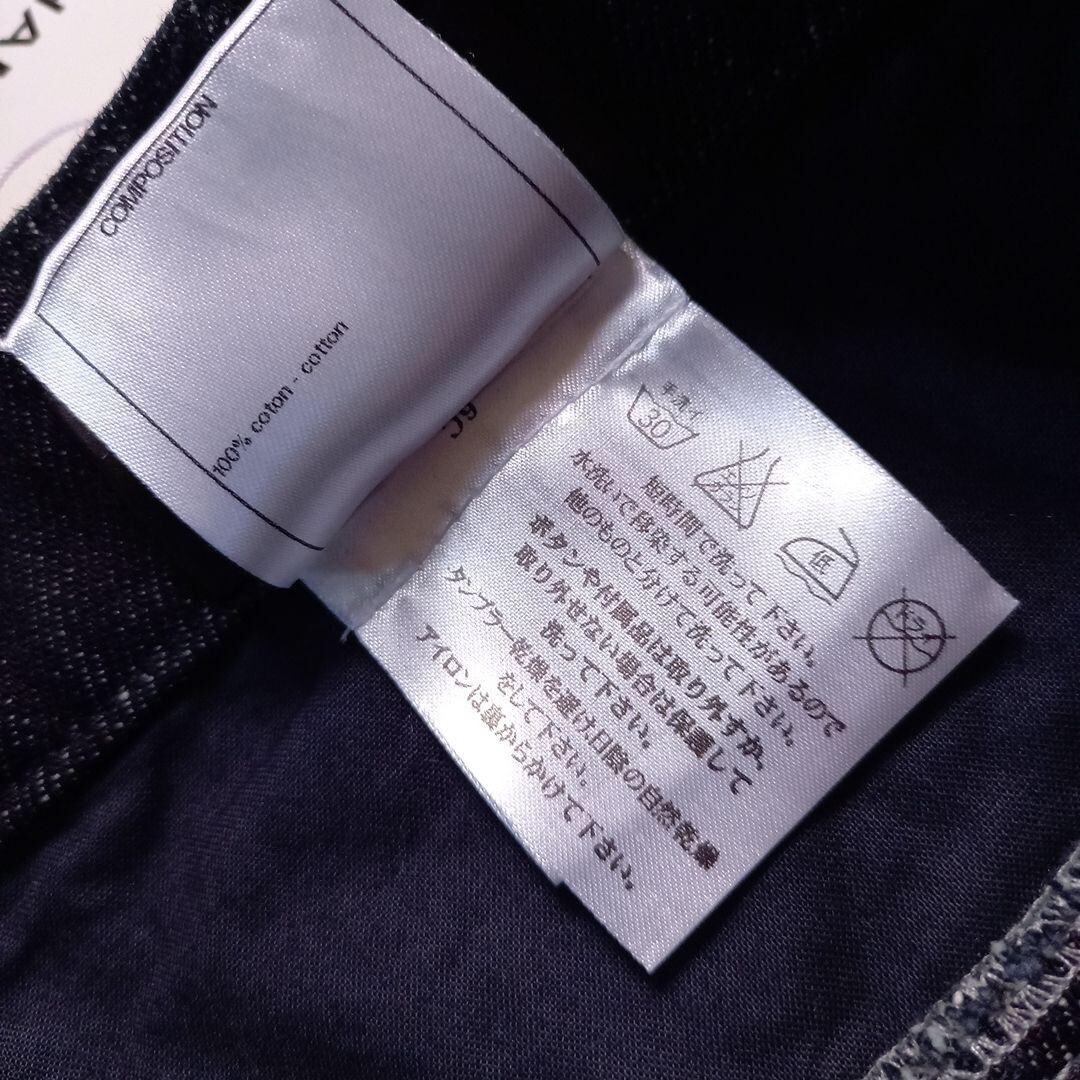 HAN
COMPOSITION
100% coton - cotton
手洗イ
30
低
ドライ
短時間で洗って下さい。
水洗いで段染する可能性があるので
他のものと分けて洗って下さい。
ボタンや付属品は取り外すか、
取り外せない場合は保護して
洗って下さい。
タンブラー乾燥を避け日陰の自然乾燥
をして下さい。
アイロンは裏からかけて下さい。